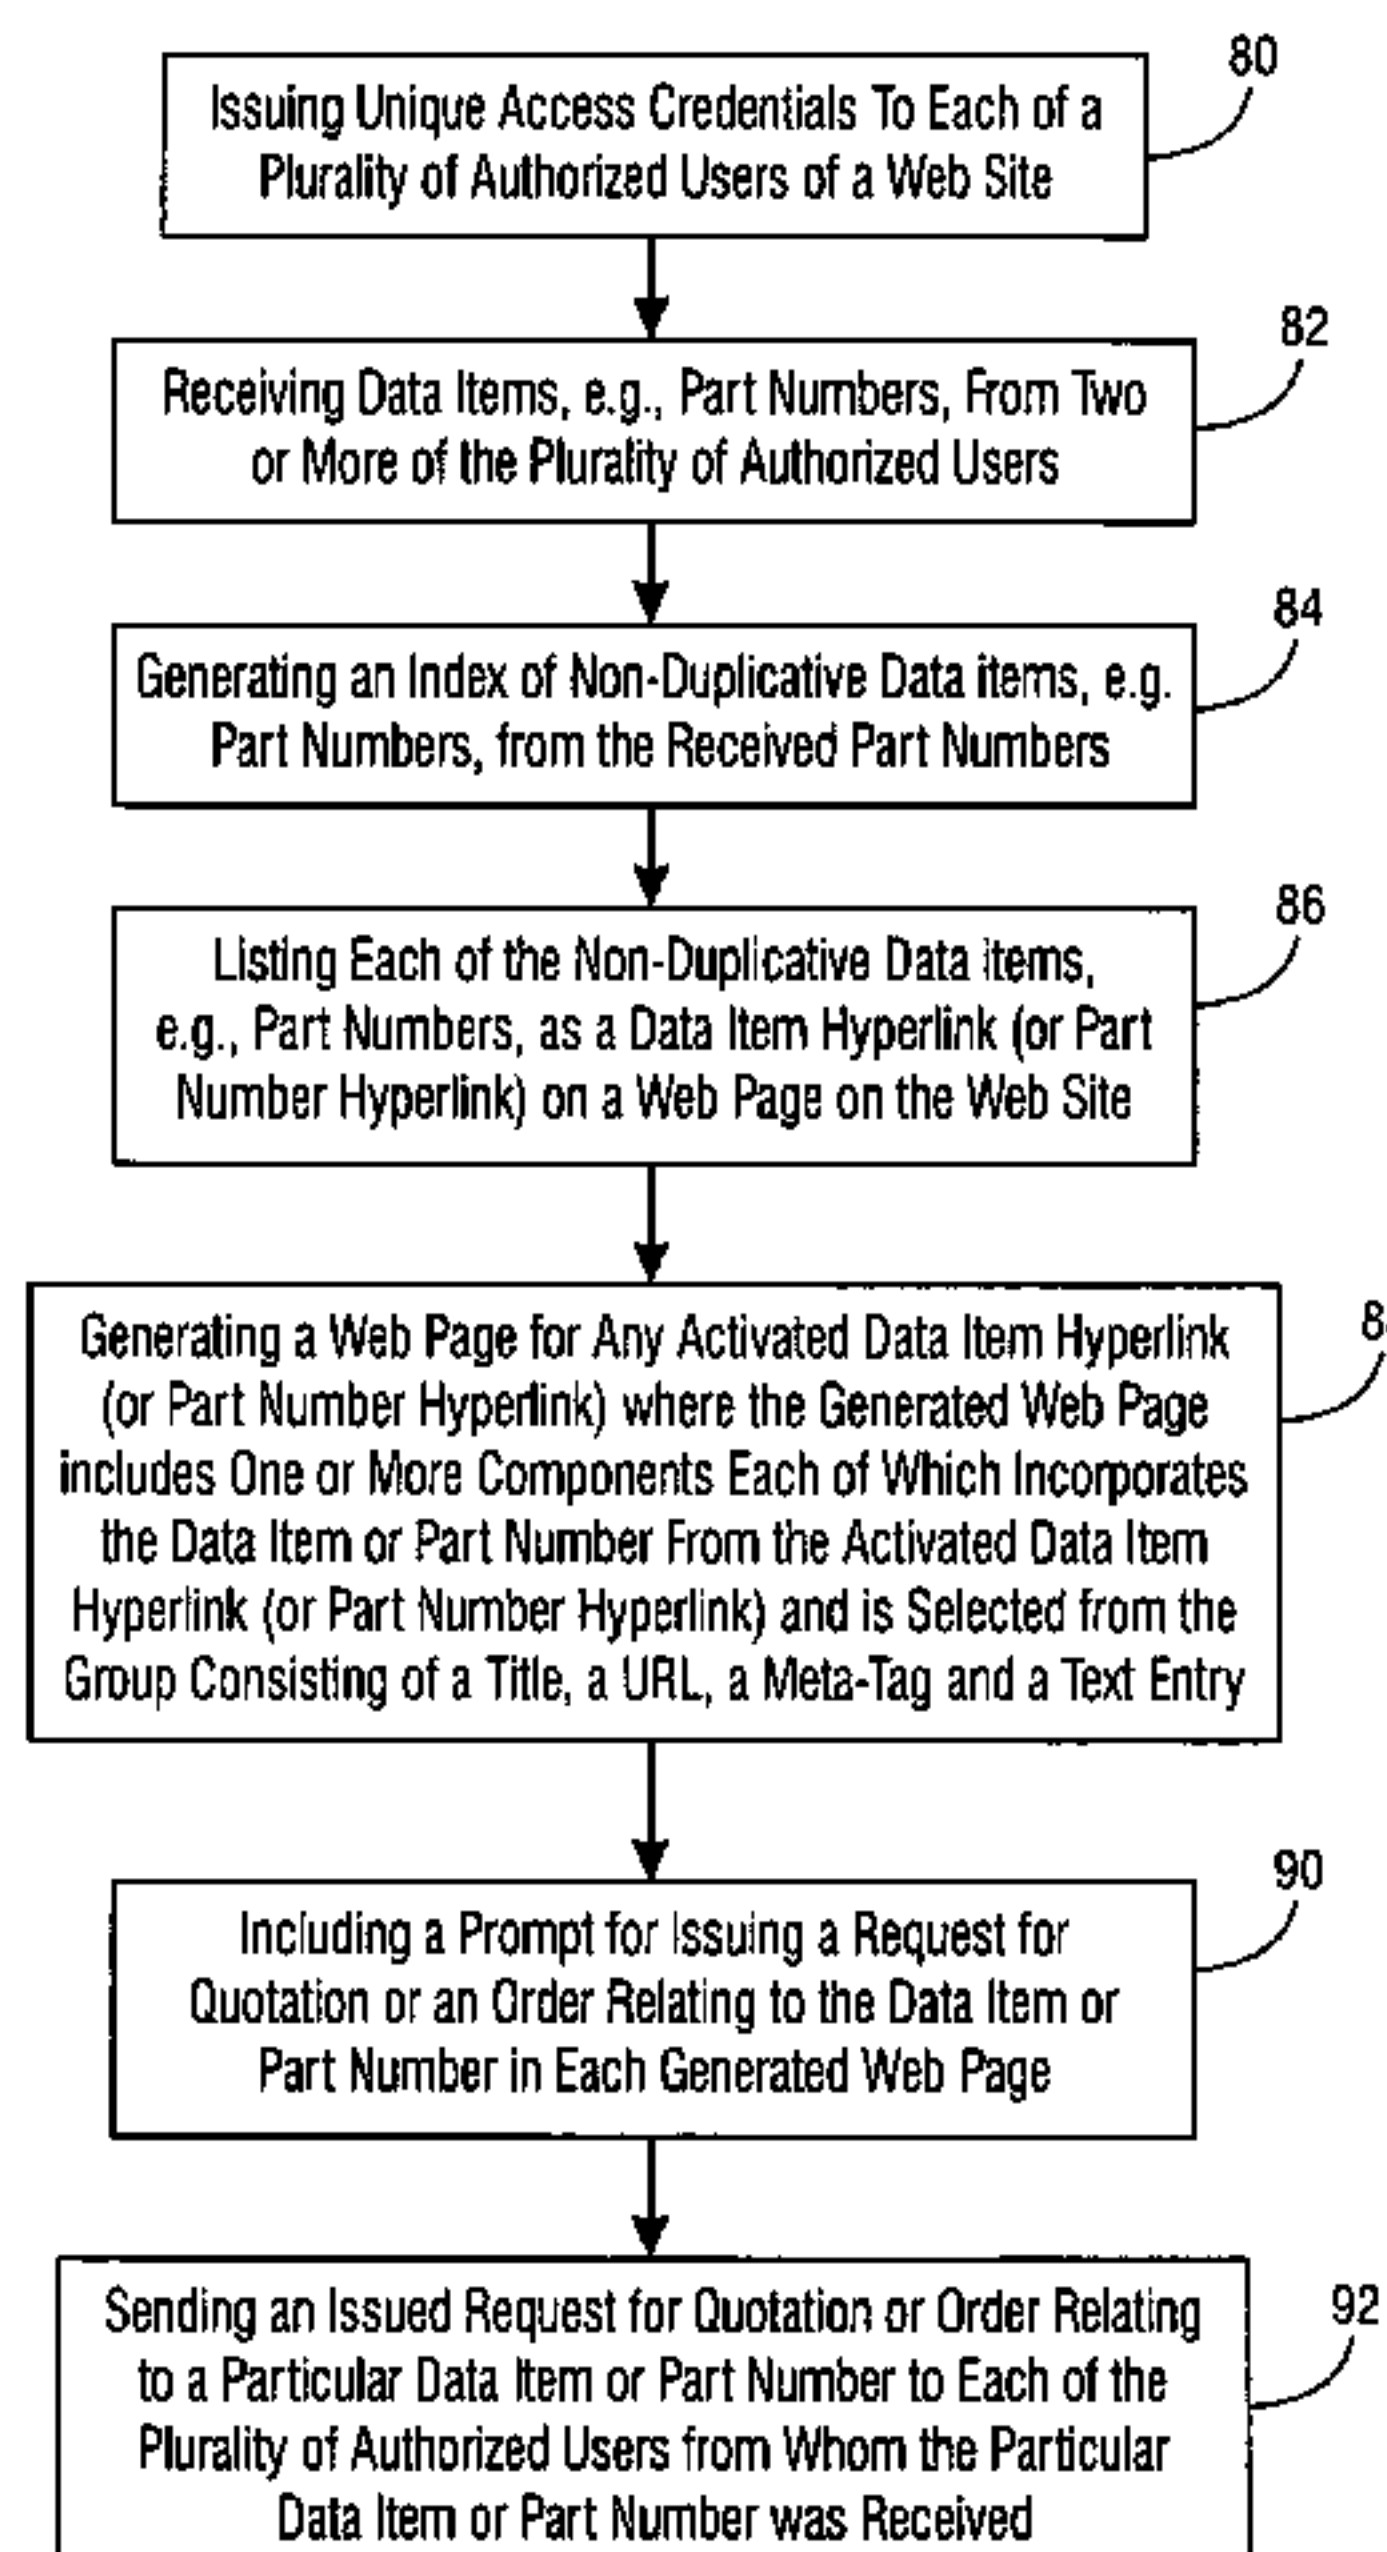 80
Issuing Unique Access Credentials To Each of a
Plurality of Authorized Users of a Web Site
82
Receiving Data Items, e.g., Part Numbers, From Two
or More of the Plurality of Authorized Users
84
Generating an Index of Non-Duplicative Data items, e.g.
Part Numbers, from the Received Part Numbers
86
Listing Each of the Non-Duplicative Data items,
e.g., Part Numbers, as a Data Item Hyperlink (or Part
Number Hyperlink) on a Web Page on the Web Site
Generating a Web Page for Any Activated Data Item Hyperlink
(or Part Number Hyperlink) where the Generated Web Page
includes One or More Components Each of Which Incorporates
the Data Item or Part Number From the Activated Data Item
Hyperlink (or Part Number Hyperlink) and is Selected from the
Group Consisting of a Title, a URL, a Meta-Tag and a Text Entry
90
Including a Prompt for Issuing a Request for
Quotation or an Order Relating to the Data Item or
Part Number in Each Generated Web Page
92
Sending an Issued Request for Quotation or Order Relating
to a Particular Data Item or Part Number to Each of the
Plurality of Authorized Users from Whom the Particular
Data Item or Part Number was Received